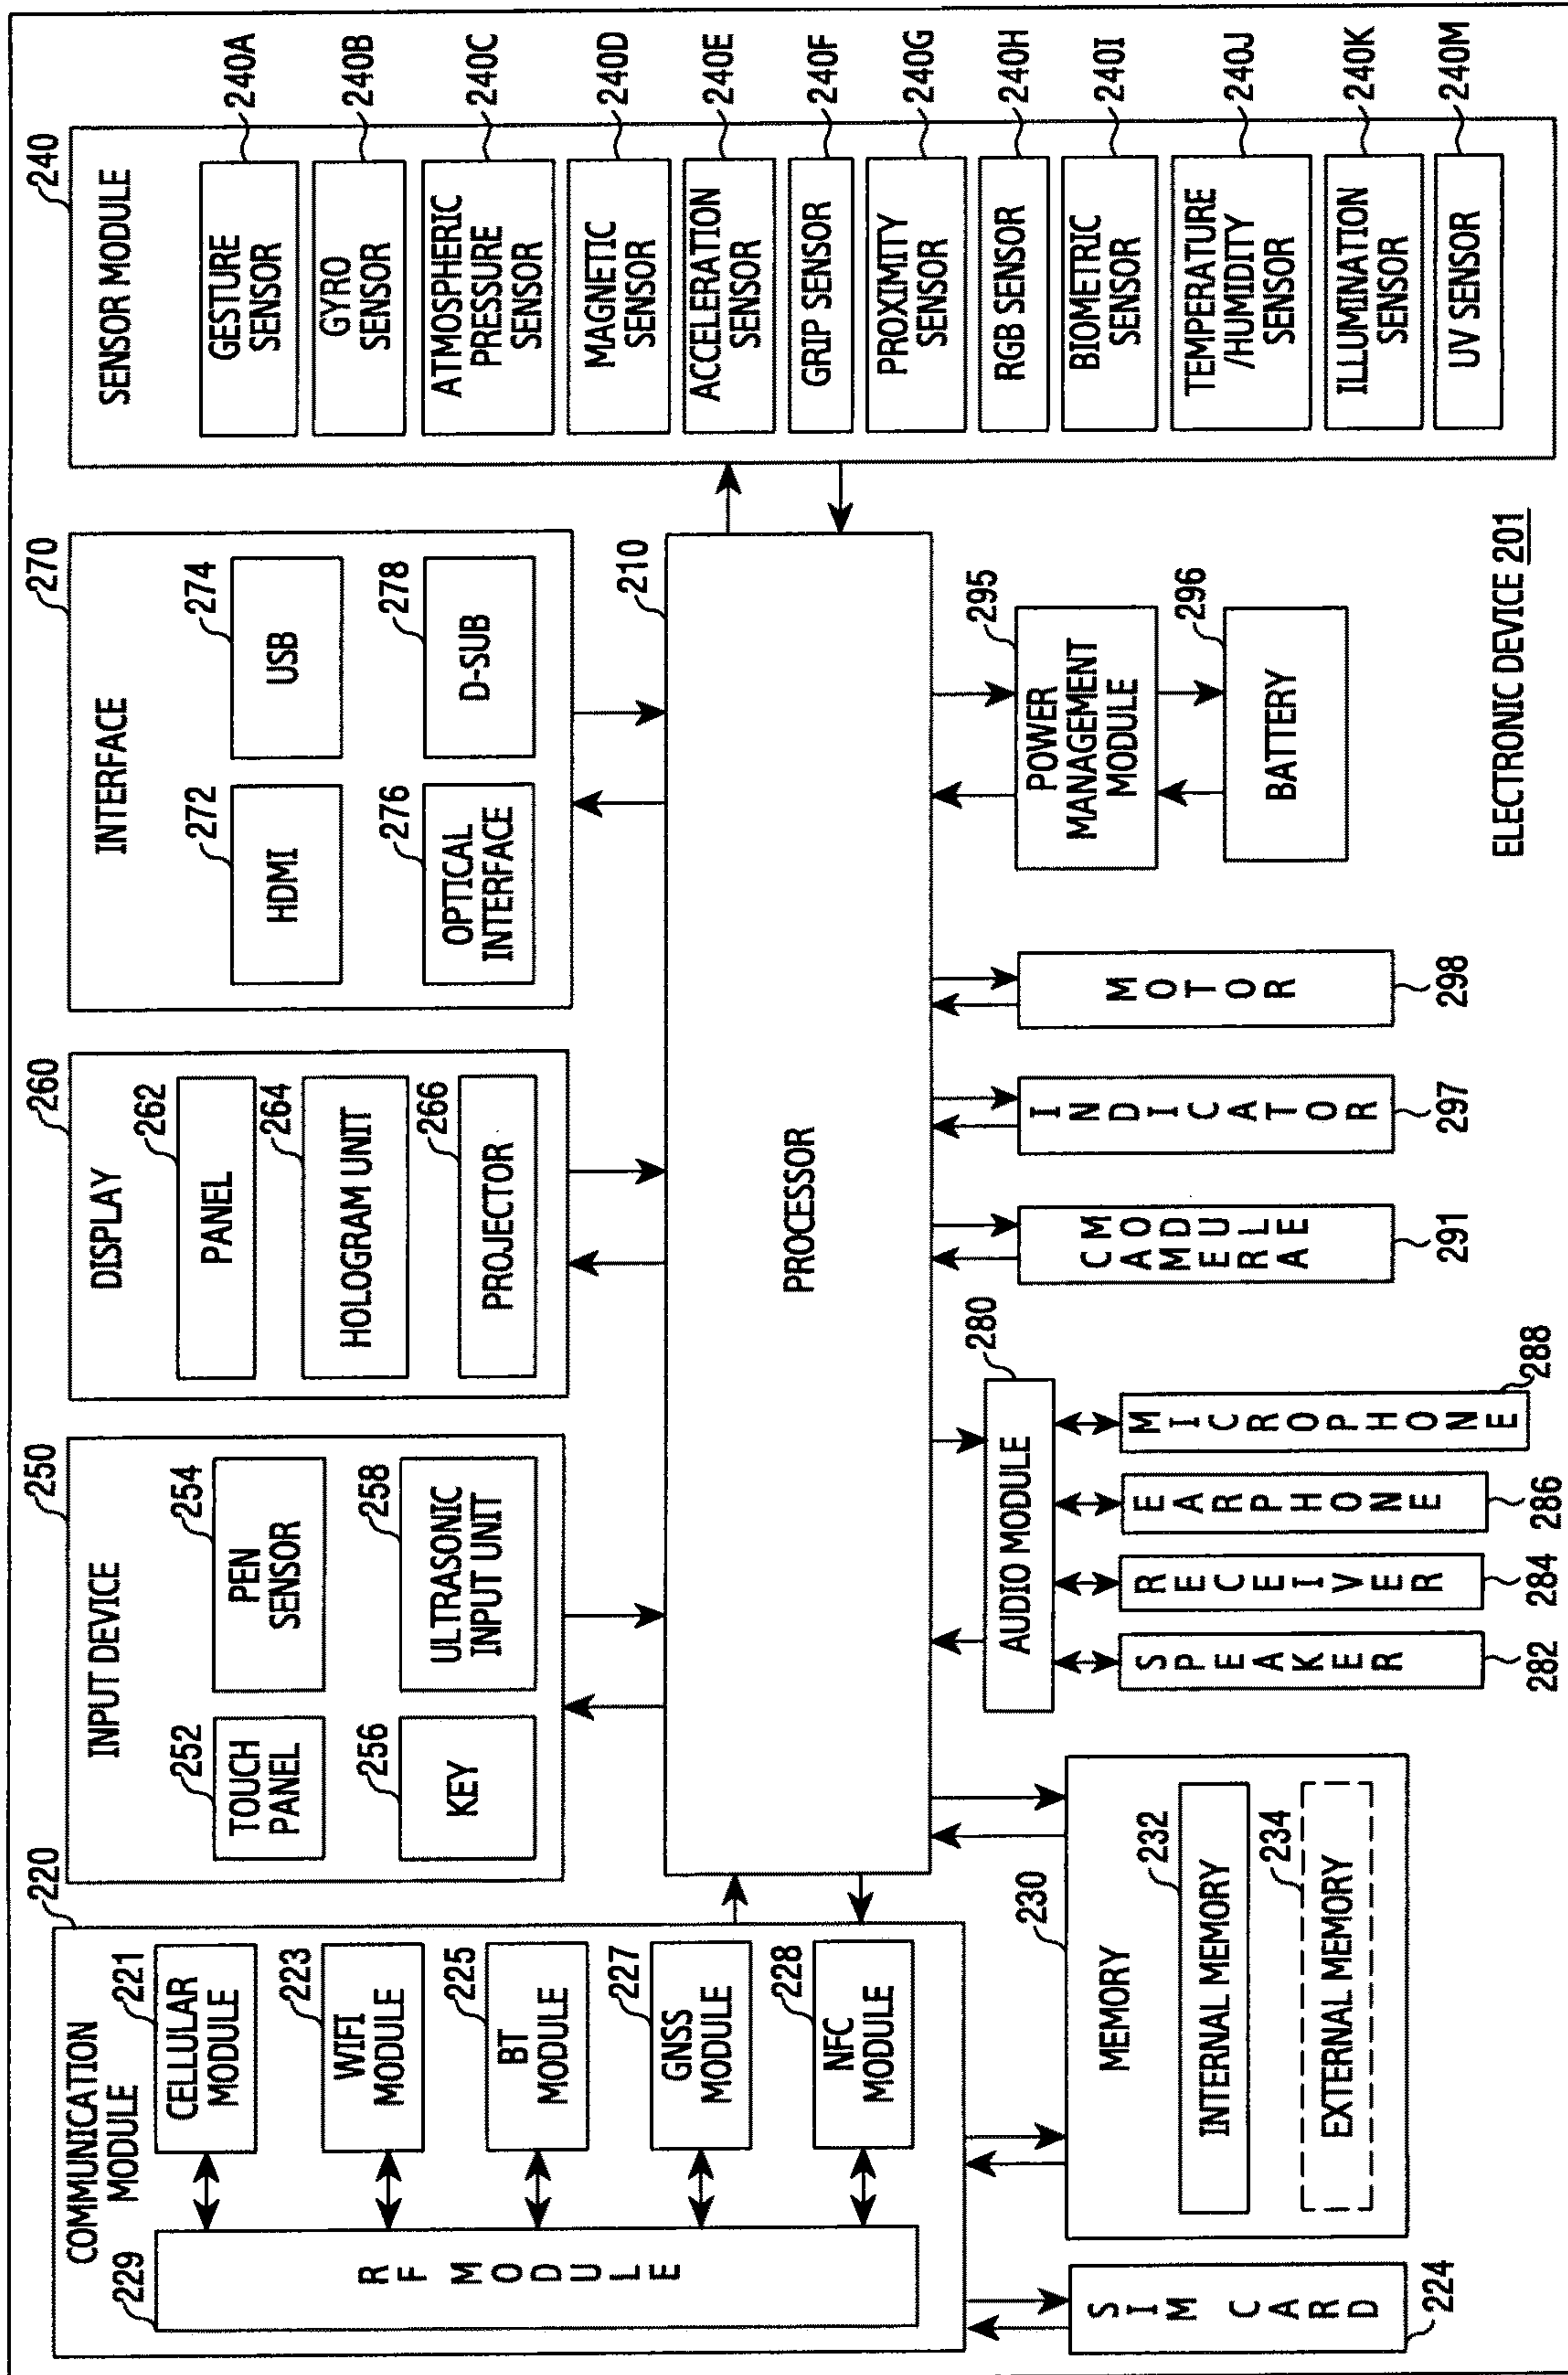 220
COMMUNICATION
MODULE
229
RF MODULE
221
CELLULAR
MODULE
223
WIFI
MODULE
225
BT
MODULE
227
GNSS
MODULE
228
NFC
MODULE
250
INPUT DEVICE
252
TOUCH
PANEL
254
PEN
SENSOR
256
KEY
258
ULTRASONIC
INPUT UNIT
260
DISPLAY
262
PANEL
264
HOLOGRAM UNIT
266
PROJECTOR
270
INTERFACE
272
HDMI
274
USB
276
OPTICAL
INTERFACE
278
D-SUB
240
SENSOR MODULE
GESTURE
SENSOR
240A
GYRO
SENSOR
240B
ATMOSPHERIC
PRESSURE
SENSOR
240C
MAGNETIC
SENSOR
240D
ACCELERATION
SENSOR
240E
GRIP SENSOR
240F
PROXIMITY
SENSOR
240G
RGB SENSOR
240H
BIOMETRIC
SENSOR
240I
TEMPERATURE
/HUMIDITY
SENSOR
240J
ILLUMINATION
SENSOR
240K
UV SENSOR
240M
210
PROCESSOR
SIM CARD
224
230
MEMORY
232
INTERNAL MEMORY
234
EXTERNAL MEMORY
280
AUDIO MODULE
SPEAKER
282
RECEIVER
284
EARPHONE
286
MICROPHONE
288
CAMERA
MODULE
291
INDICATOR
297
MOTOR
298
295
POWER
MANAGEMENT
MODULE
296
BATTERY
ELECTRONIC DEVICE 201